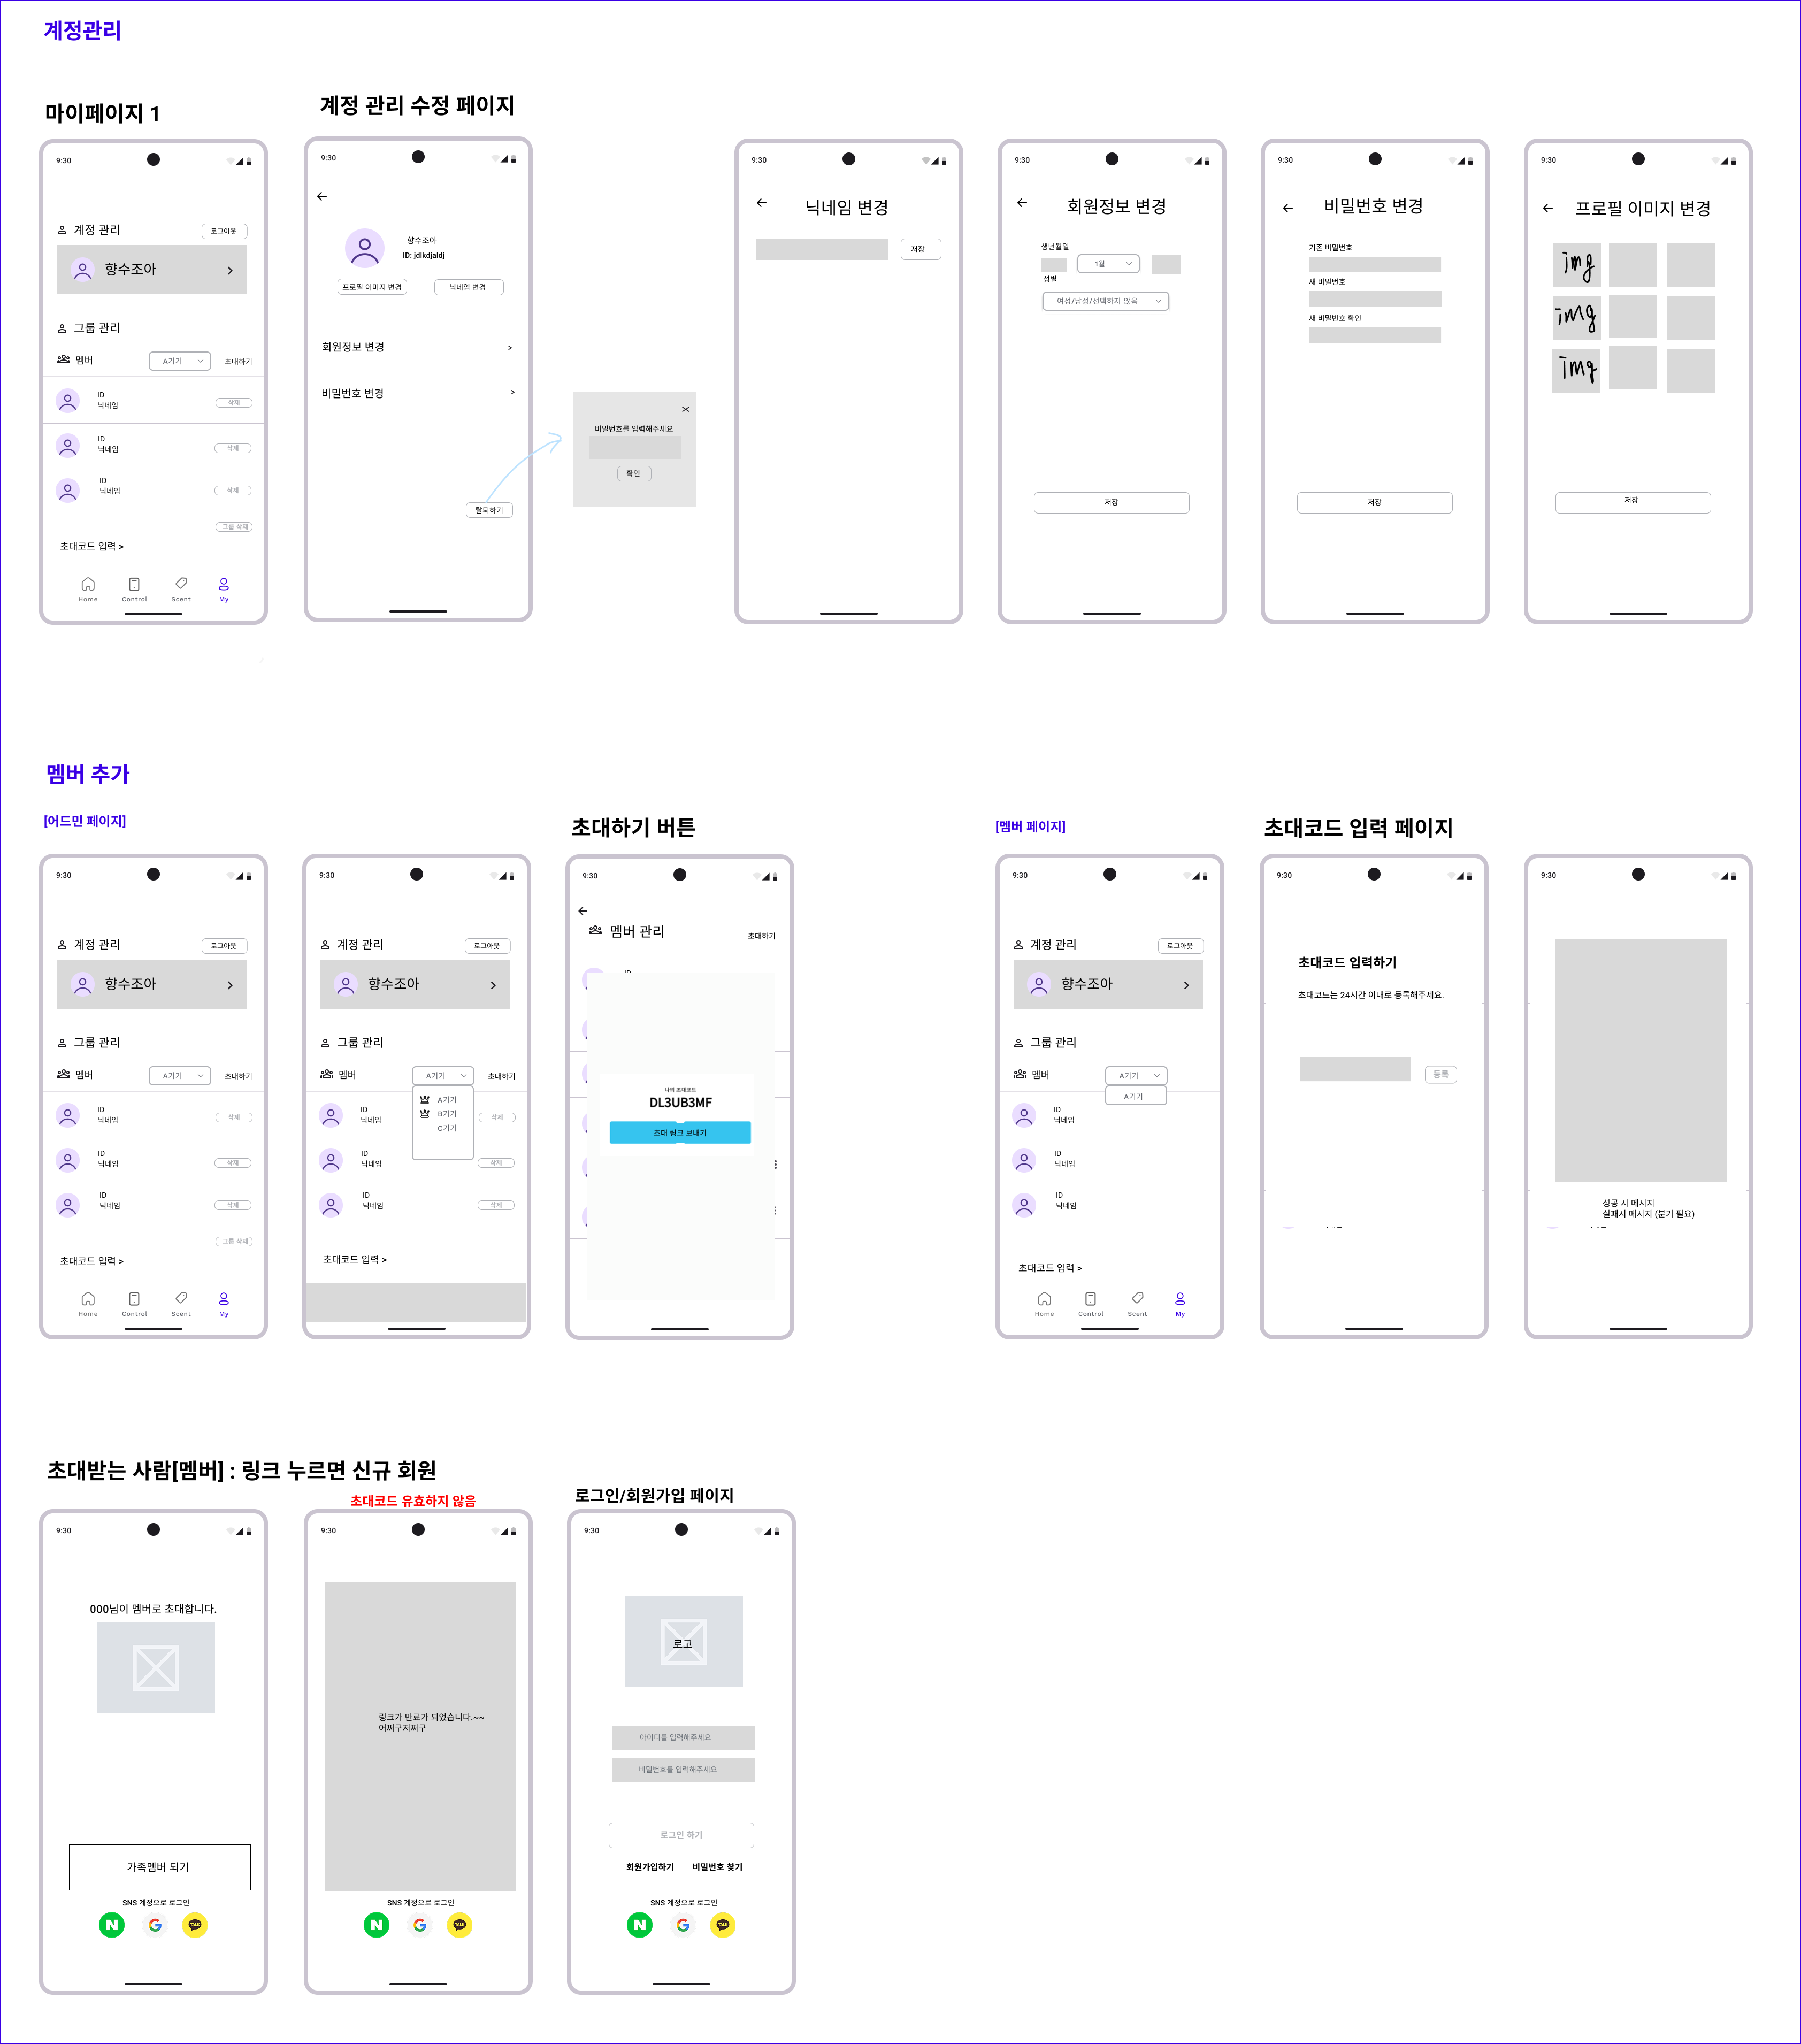 계정관리
마이페이지 1
9:30
계정 관리
로그아웃
향수조아
그룹 관리
멤버
A기기
초대하기
ID
닉네임
삭제
ID
닉네임
삭제
ID
닉네임
삭제
그룹 삭제
초대코드 입력 >
Home Control Scent My
계정 관리 수정 페이지
9:30
향수조아
ID: jdlkdjaldj
프로필 이미지 변경
닉네임 변경
회원정보 변경 >
비밀번호 변경 >
탈퇴하기
비밀번호를 입력해주세요
확인
9:30
닉네임 변경
저장
9:30
회원정보 변경
생년월일
1월
성별
여성/남성/선택하지 않음
저장
9:30
비밀번호 변경
기존 비밀번호
새 비밀번호
새 비밀번호 확인
저장
9:30
프로필 이미지 변경
img
img
img
저장
멤버 추가
[어드민 페이지]
9:30
계정 관리
로그아웃
향수조아
그룹 관리
멤버
A기기
초대하기
ID
닉네임
삭제
ID
닉네임
삭제
ID
닉네임
삭제
그룹 삭제
초대코드 입력 >
Home Control Scent My
9:30
계정 관리
로그아웃
향수조아
그룹 관리
멤버
A기기
초대하기
A기기
B기기
C기기
ID
닉네임
삭제
ID
닉네임
삭제
ID
닉네임
삭제
초대코드 입력 >
초대하기 버튼
9:30
멤버 관리
초대하기
나의 초대코드
DL3UB3MF
초대 링크 보내기
[멤버 페이지]
9:30
계정 관리
로그아웃
향수조아
그룹 관리
멤버
A기기
A기기
ID
닉네임
ID
닉네임
ID
닉네임
초대코드 입력 >
Home Control Scent My
초대코드 입력 페이지
9:30
초대코드 입력하기
초대코드는 24시간 이내로 등록해주세요.
등록
9:30
성공 시 메시지
실패시 메시지 (분기 필요)
초대받는 사람[멤버] : 링크 누르면 신규 회원
9:30
000님이 멤버로 초대합니다.
가족멤버 되기
SNS 계정으로 로그인
N G TALK
초대코드 유효하지 않음
9:30
링크가 만료가 되었습니다.~~
어쩌구저쩌구
SNS 계정으로 로그인
N G TALK
로그인/회원가입 페이지
9:30
로고
아이디를 입력해주세요
비밀번호를 입력해주세요
로그인 하기
회원가입하기 비밀번호 찾기
SNS 계정으로 로그인
N G TALK